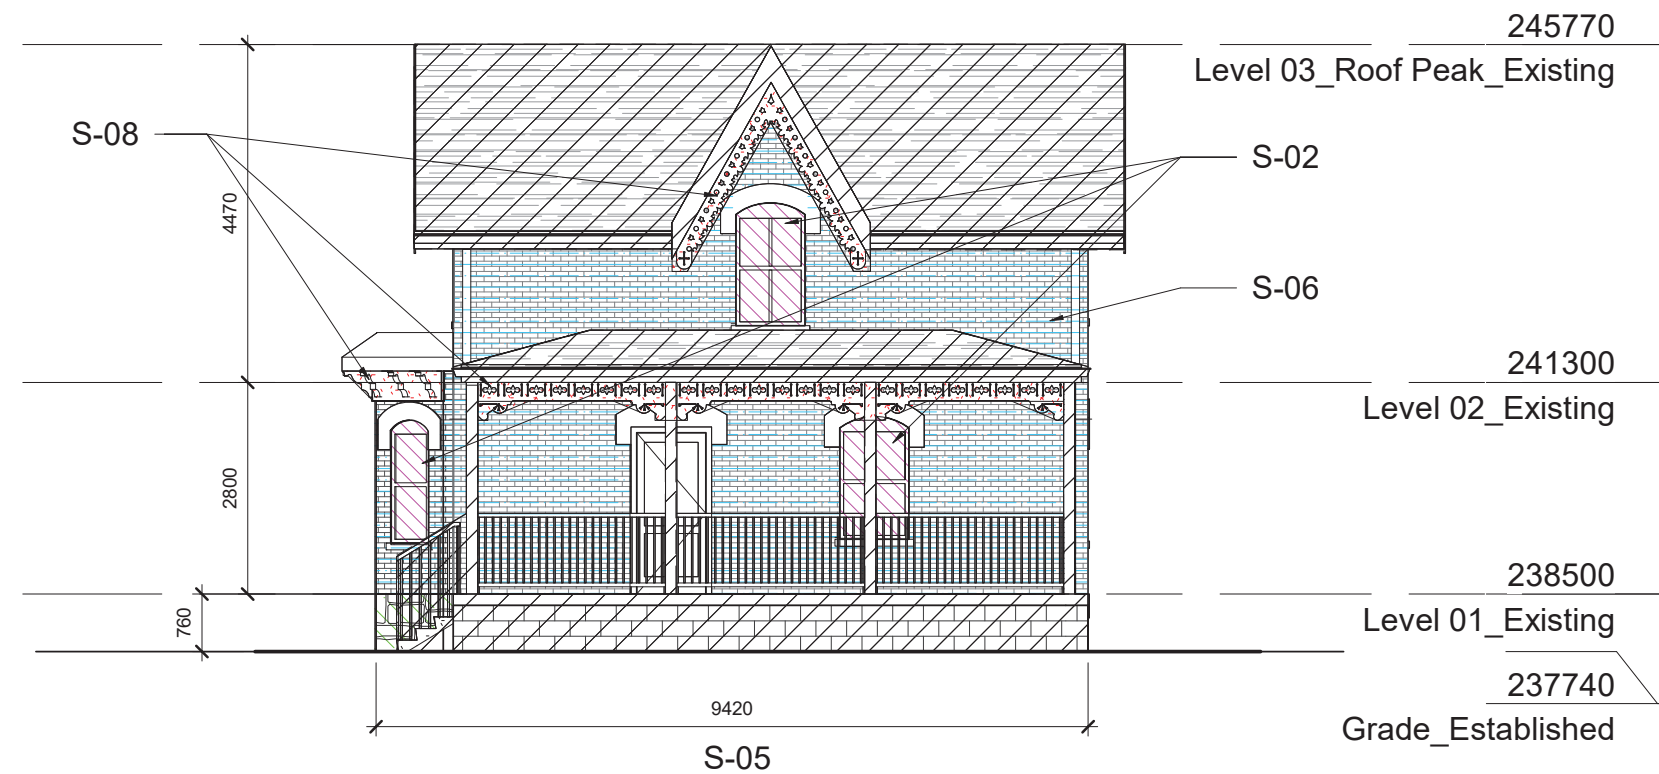 245770
Level 03_Roof Peak_Existing
S-08
S-02
4470
S-06
241300
Level 02_Existing
2800
238500
Level 01_Existing
760
237740
Grade_Established
9420
S-05